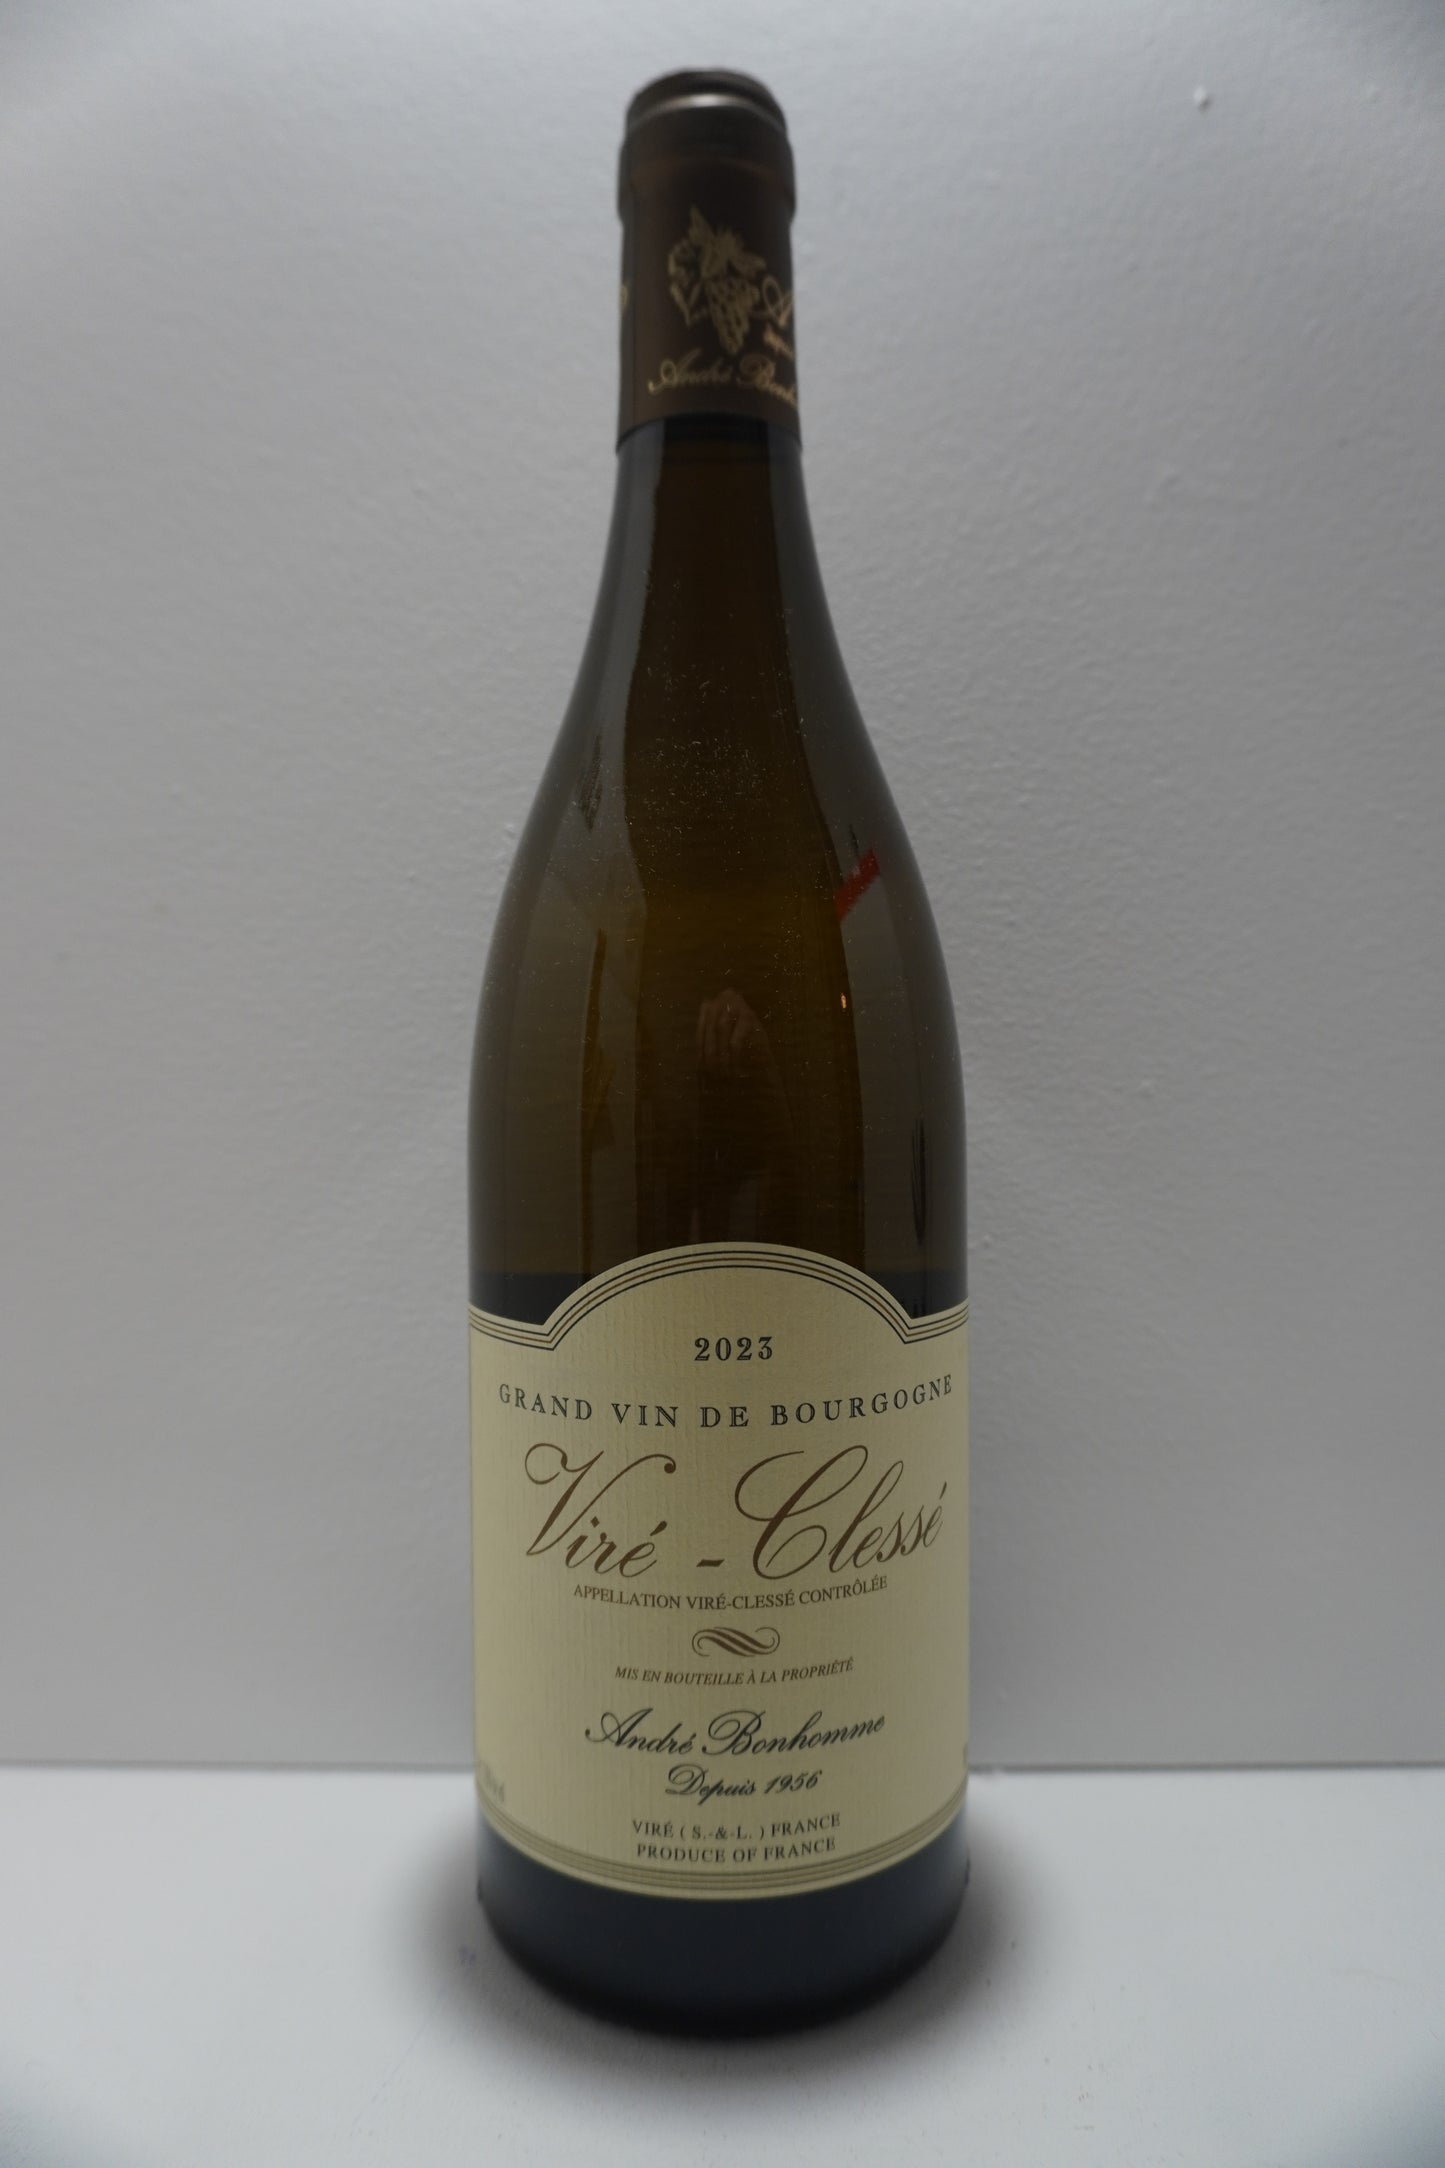 André
2023
GRAND VIN DE BOURGOGNE
Viré - Clessé
APPELLATION VIRÉ-CLESSÉ CONTRÔLÉE
MIS EN BOUTEILLE À LA PROPRIÉTÉ
André Bonhomme
Depuis 1956
VIRÉ ( S.-&-L. ) FRANCE
PRODUCE OF FRANCE